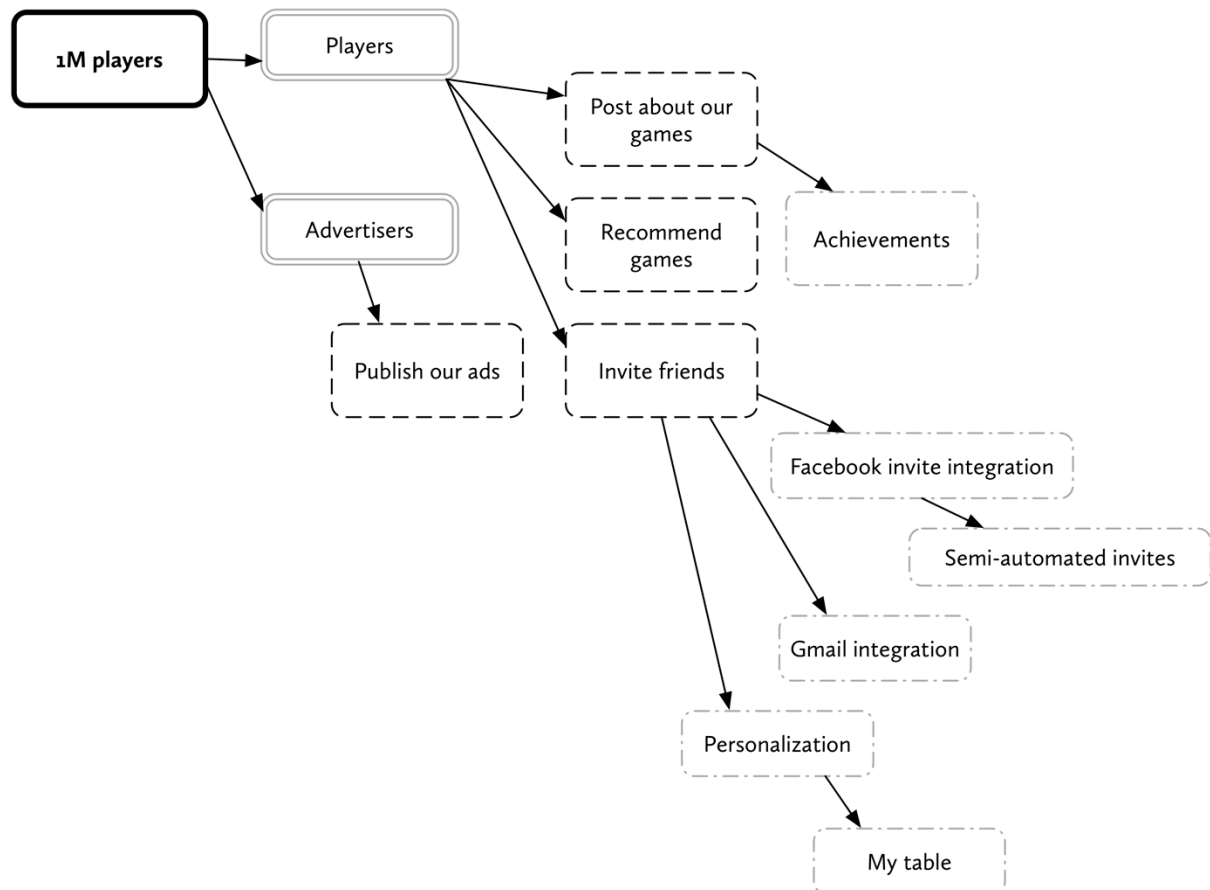 1M players
Players
Post about our
games
Advertisers
Recommend
games
Achievements
Publish our ads
Invite friends
Facebook invite integration
Semi-automated invites
Gmail integration
Personalization
My table